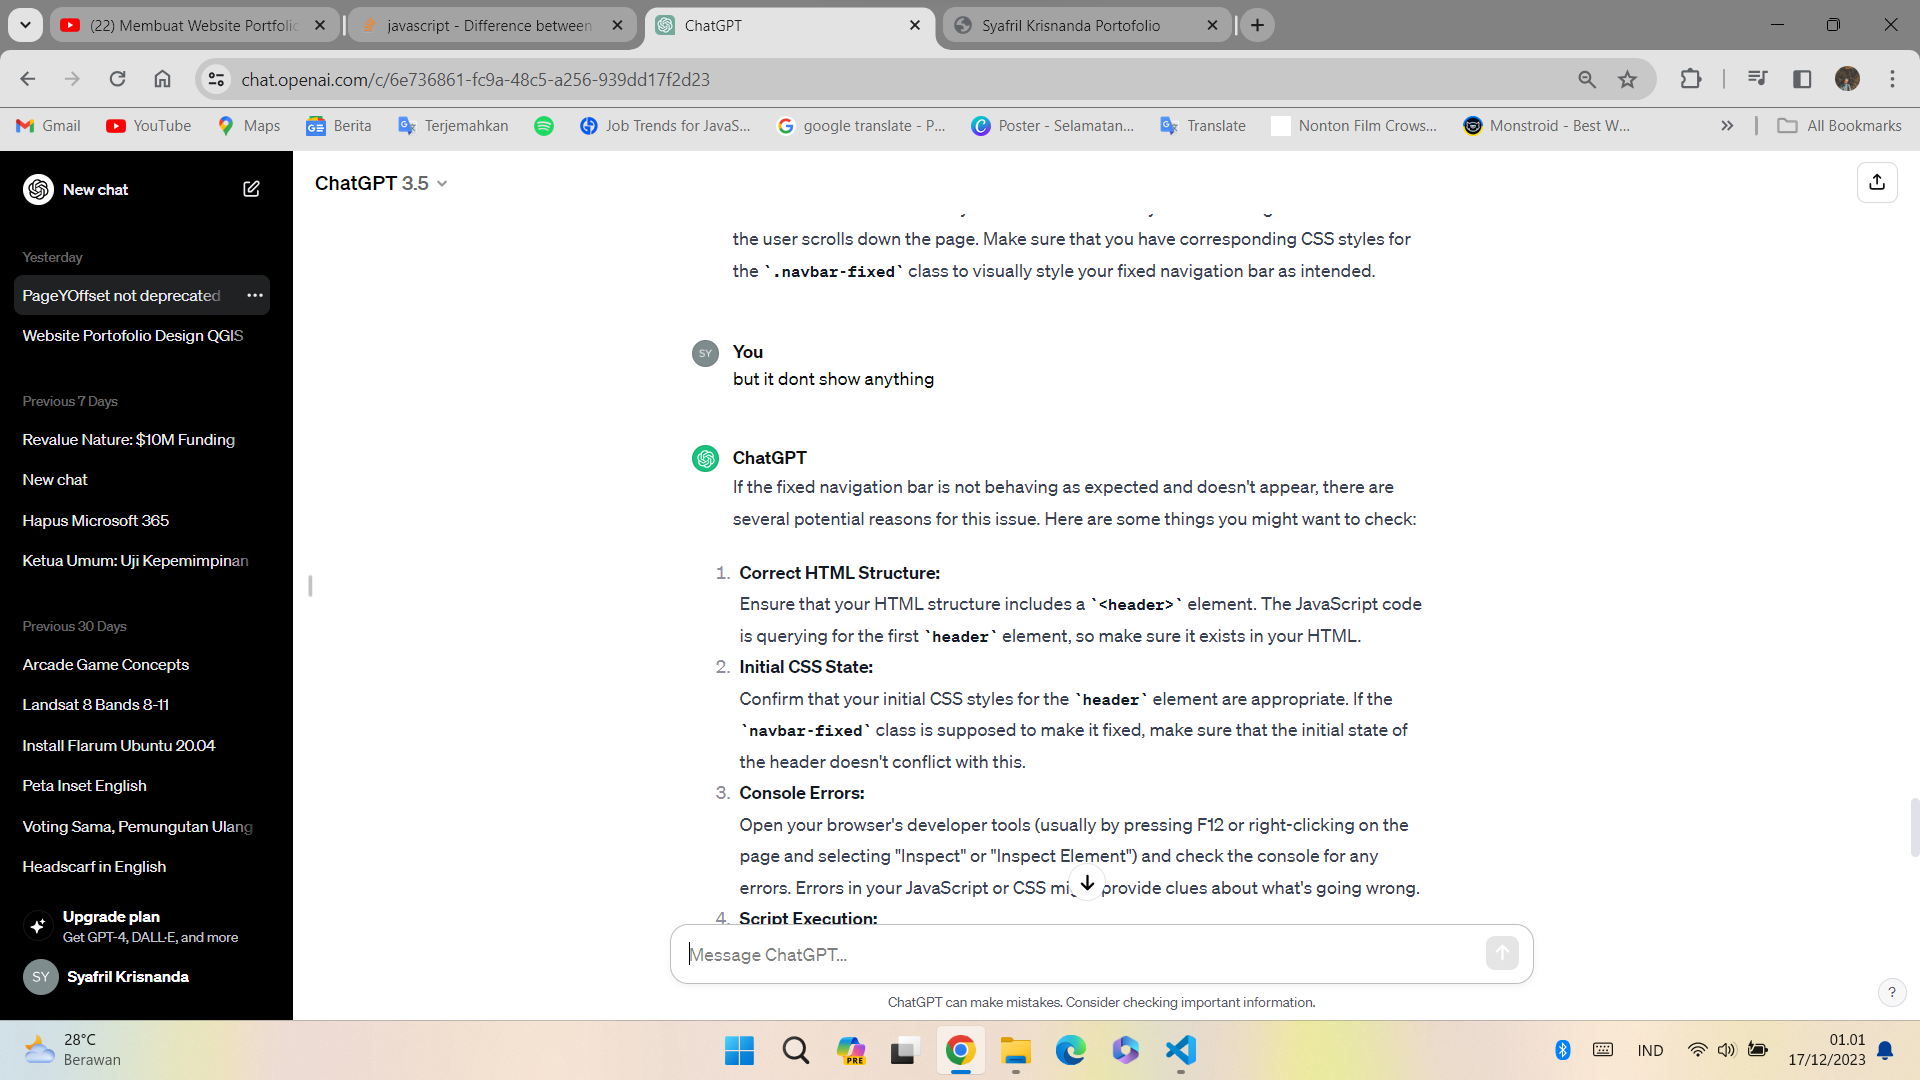 (22) Membuat Website Portfolio
javascript - Difference between
ChatGPT
Syafril Krisnanda Portofolio
chat.openai.com/c/6e736861-fc9a-48c5-a256-939dd17f2d23
Gmail
YouTube
Maps
Berita
Terjemahkan
Job Trends for JavaS...
google translate - P...
Poster - Selamatan...
Translate
Nonton Film Crows...
Monstroid - Best W...
All Bookmarks
New chat
Yesterday
PageYOffset not deprecated
Website Portofolio Design QGIS
Previous 7 Days
Revalue Nature: $10M Funding
New chat
Hapus Microsoft 365
Ketua Umum: Uji Kepemimpinan
Previous 30 Days
Arcade Game Concepts
Landsat 8 Bands 8-11
Install Flarum Ubuntu 20.04
Peta Inset English
Voting Sama, Pemungutan Ulang
Headscarf in English
Upgrade plan
Get GPT-4, DALL·E, and more
SY Syafril Krisnanda
ChatGPT 3.5
the user scrolls down the page. Make sure that you have corresponding CSS styles for
the `.navbar-fixed` class to visually style your fixed navigation bar as intended.
SY You
but it dont show anything
ChatGPT
If the fixed navigation bar is not behaving as expected and doesn't appear, there are
several potential reasons for this issue. Here are some things you might want to check:
1. Correct HTML Structure:
Ensure that your HTML structure includes a `<header>` element. The JavaScript code
is querying for the first `header` element, so make sure it exists in your HTML.
2. Initial CSS State:
Confirm that your initial CSS styles for the `header` element are appropriate. If the
`navbar-fixed` class is supposed to make it fixed, make sure that the initial state of
the header doesn't conflict with this.
3. Console Errors:
Open your browser's developer tools (usually by pressing F12 or right-clicking on the
page and selecting "Inspect" or "Inspect Element") and check the console for any
errors. Errors in your JavaScript or CSS provide clues about what's going wrong.
4. Script Execution:
Message ChatGPT...
ChatGPT can make mistakes. Consider checking important information.
?
28°C
Berawan
PRE
IND
01.01
17/12/2023